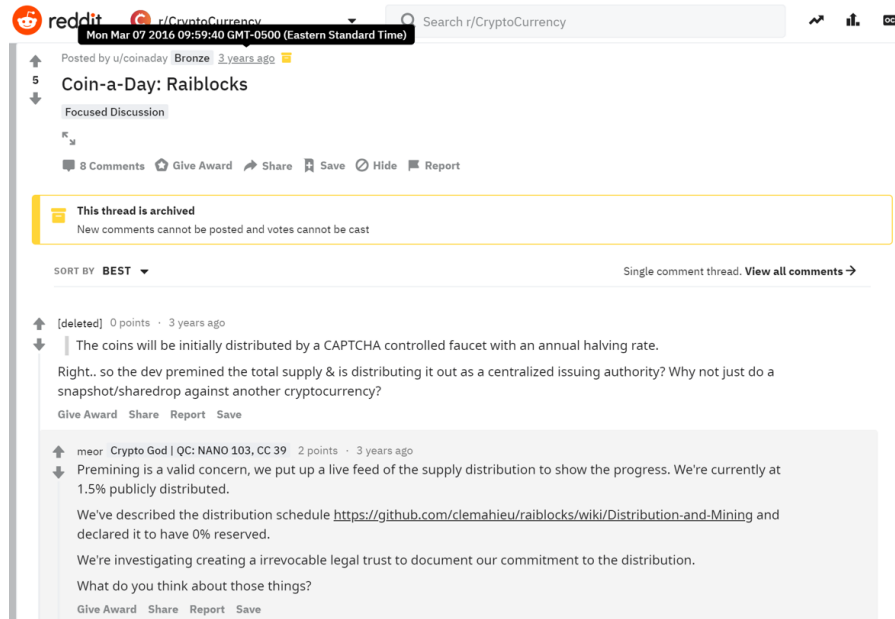 reddit
r/CryptoCurrency
Search r/CryptoCurrency
Mon Mar 07 2016 09:59:40 GMT-0500 (Eastern Standard Time)
Posted by u/coinaday Bronze 3 years ago
5
Coin-a-Day: Raiblocks
Focused Discussion
8 Comments Give Award Share Save Hide Report
This thread is archived
New comments cannot be posted and votes cannot be cast
SORT BY BEST
Single comment thread. View all comments
[deleted] 0 points · 3 years ago
The coins will be initially distributed by a CAPTCHA controlled faucet with an annual halving rate.
Right.. so the dev premined the total supply & is distributing it out as a centralized issuing authority? Why not just do a
snapshot/sharedrop against another cryptocurrency?
Give Award Share Report Save
meor Crypto God | QC: NANO 103, CC 39 2 points · 3 years ago
Premining is a valid concern, we put up a live feed of the supply distribution to show the progress. We're currently at
1.5% publicly distributed.
We've described the distribution schedule https://github.com/clemahieu/raiblocks/wiki/Distribution-and-Mining and
declared it to have 0% reserved.
We're investigating creating a irrevocable legal trust to document our commitment to the distribution.
What do you think about those things?
Give Award Share Report Save